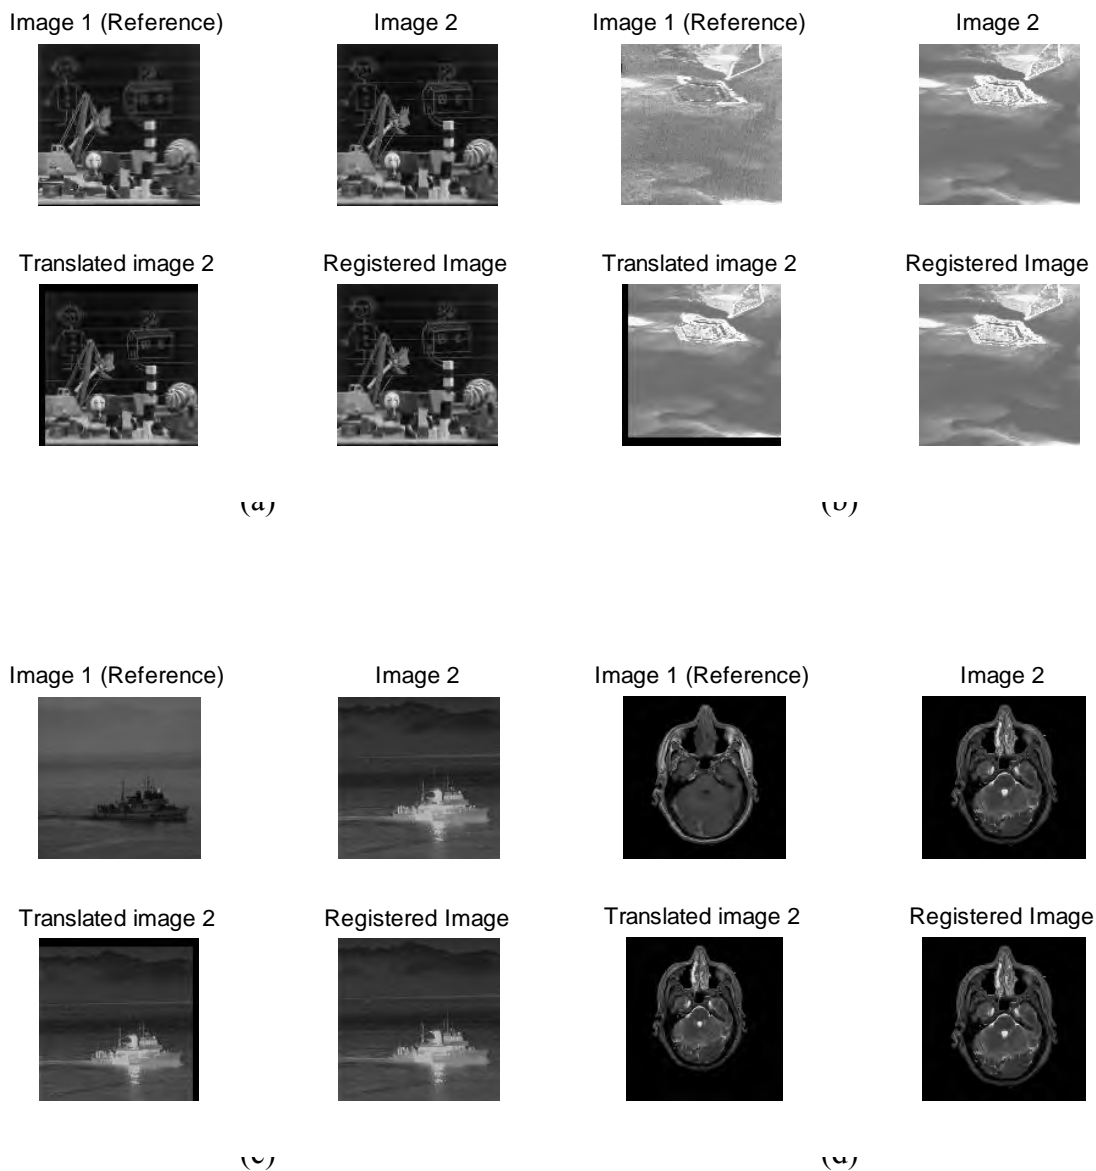 Image 1 (Reference) Image 2 Image 1 (Reference) Image 2
Translated image 2 Registered Image Translated image 2 Registered Image
(a) (b)
Image 1 (Reference) Image 2 Image 1 (Reference) Image 2
Translated image 2 Registered Image Translated image 2 Registered Image
(c) (d)